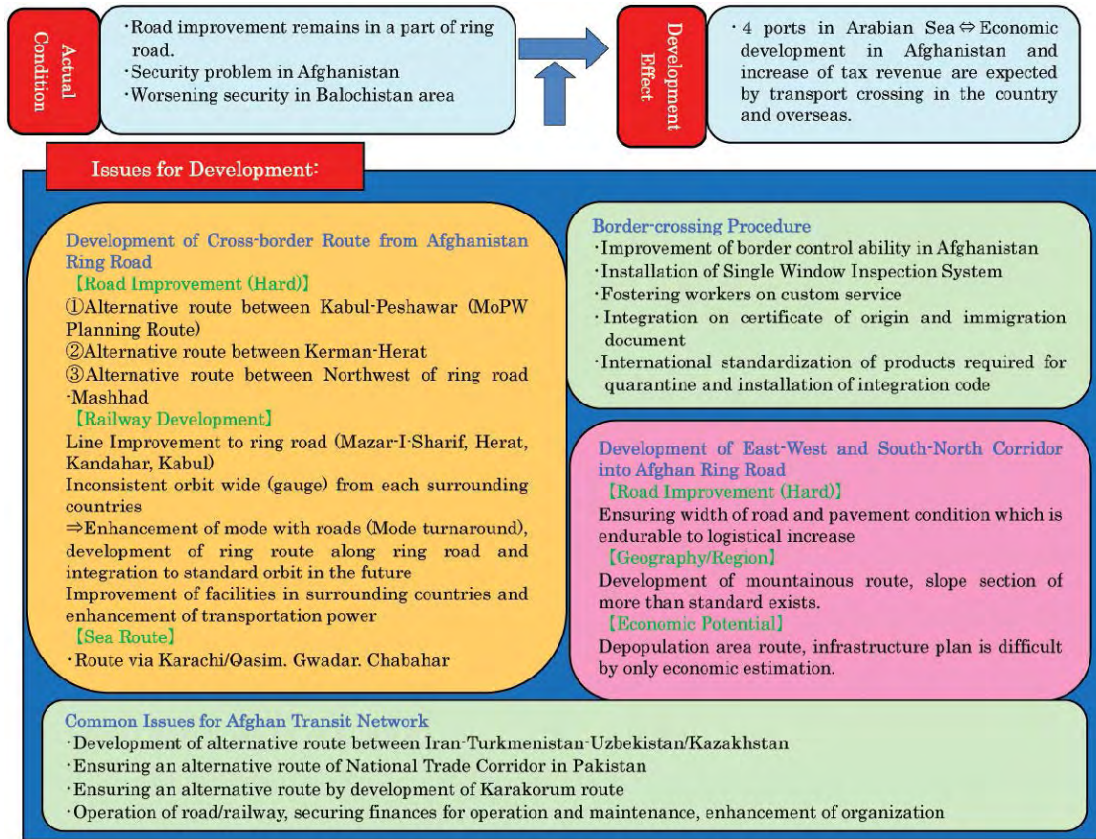 Actual
Condition
·Road improvement remains in a part of ring
road.
·Security problem in Afghanistan
·Worsening security in Balochistan area
Development
Effect
·4 ports in Arabian Sea⇔Economic
development in Afghanistan and
increase of tax revenue are expected
by transport crossing in the country
and overseas.
Issues for Development:
Development of Cross-border Route from Afghanistan
Ring Road
【Road Improvement (Hard)】
①Alternative route between Kabul-Peshawar (MoPW
Planning Route)
②Alternative route between Kerman-Herat
③Alternative route between Northwest of ring road
-Mashhad
【Railway Development】
Line Improvement to ring road (Mazar-I-Sharif, Herat,
Kandahar, Kabul)
Inconsistent orbit wide (gauge) from each surrounding
countries
⇒Enhancement of mode with roads (Mode turnaround),
development of ring route along ring road and
integration to standard orbit in the future
Improvement of facilities in surrounding countries and
enhancement of transportation power
【Sea Route】
·Route via Karachi/Qasim. Gwadar. Chabahar
Border-crossing Procedure
·Improvement of border control ability in Afghanistan
·Installation of Single Window Inspection System
·Fostering workers on custom service
·Integration on certificate of origin and immigration
document
·International standardization of products required for
quarantine and installation of integration code
Development of East-West and South-North Corridor
into Afghan Ring Road
【Road Improvement (Hard)】
Ensuring width of road and pavement condition which is
endurable to logistical increase
【Geography/Region】
Development of mountainous route, slope section of
more than standard exists.
【Economic Potential】
Depopulation area route, infrastructure plan is difficult
by only economic estimation.
Common Issues for Afghan Transit Network
·Development of alternative route between Iran-Turkmenistan-Uzbekistan/Kazakhstan
·Ensuring an alternative route of National Trade Corridor in Pakistan
·Ensuring an alternative route by development of Karakorum route
·Operation of road/railway, securing finances for operation and maintenance, enhancement of organization